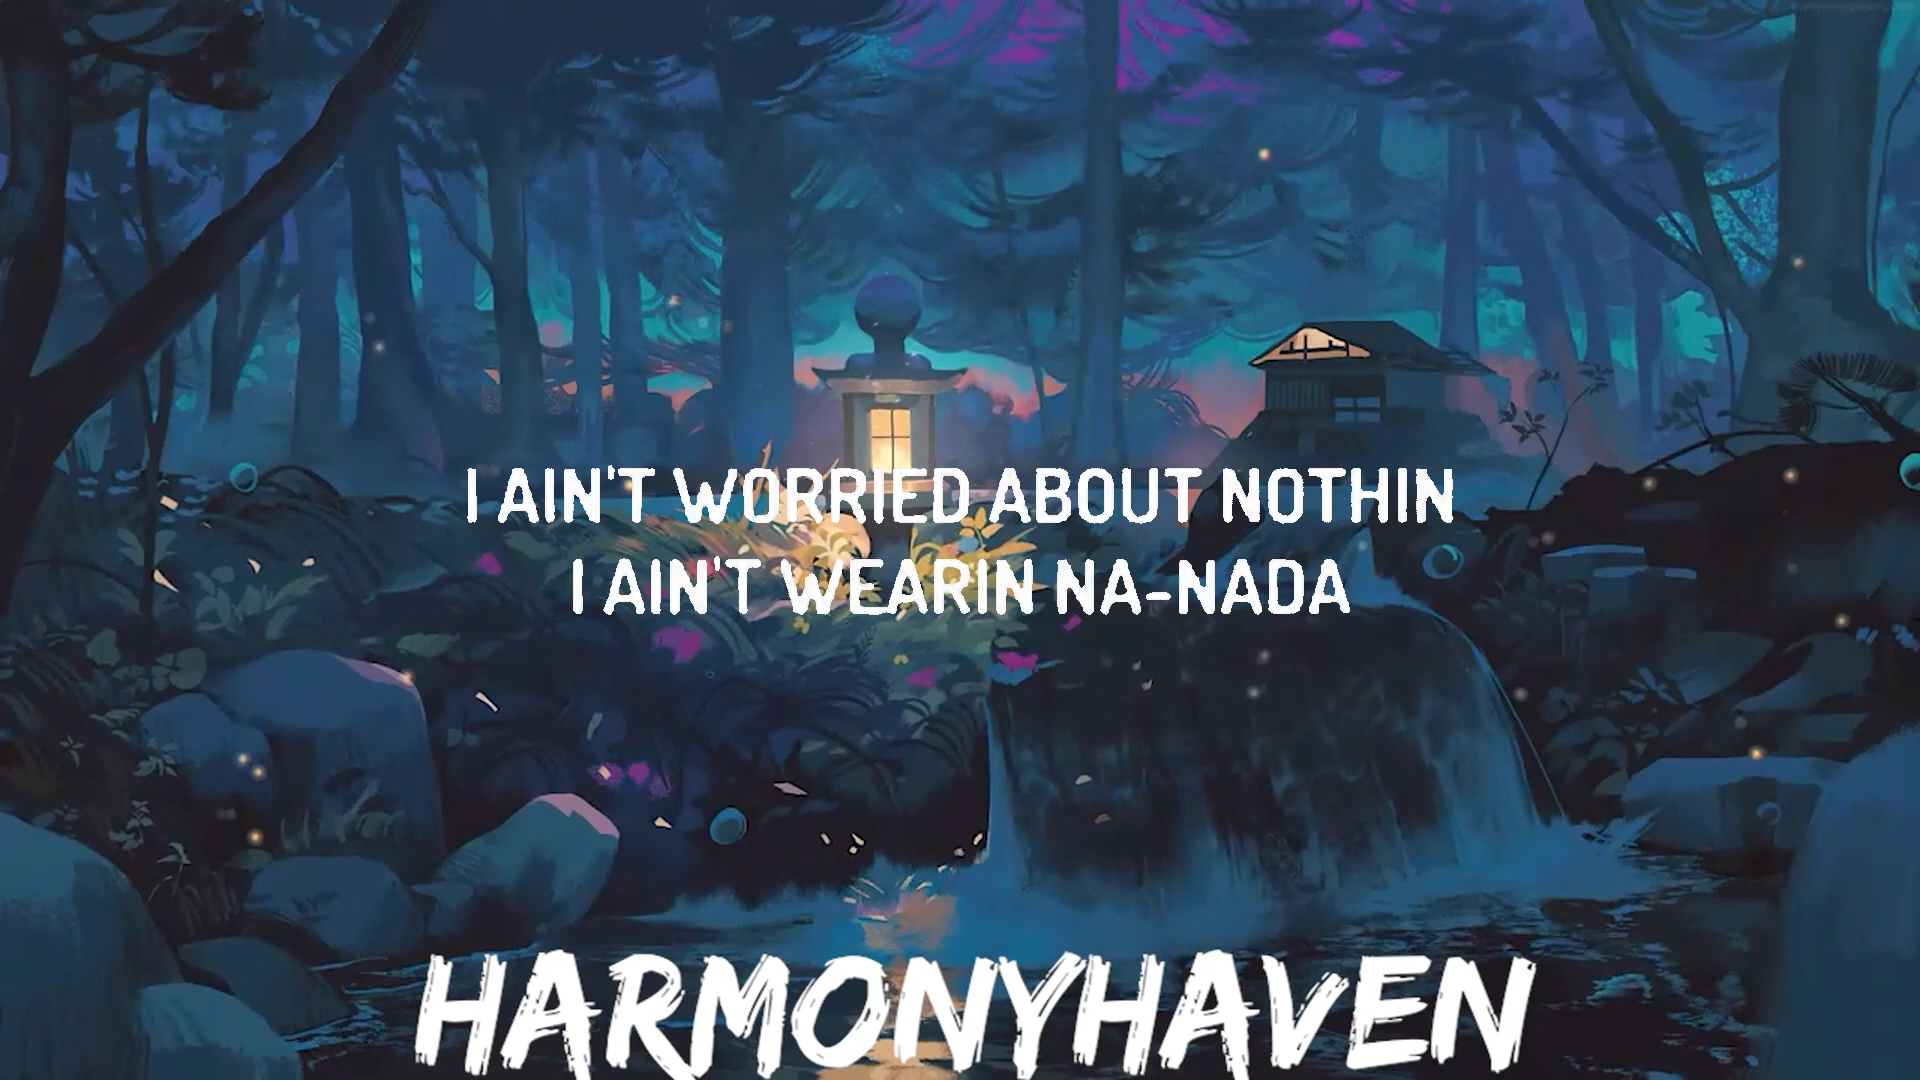 I AIN'T WORRIED ABOUT NOTHIN
I AIN'T WEARIN NA-NADA
HARMONYHAVEN